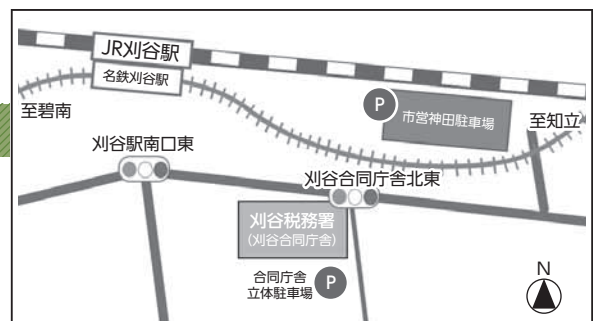 JR刈谷駅
名鉄刈谷駅
至碧南
P
市営神田駐車場
至知立
刈谷駅南口東
刈谷合同庁舎北東
刈谷税務署
(刈谷合同庁舎)
合同庁舎
立体駐車場
P
N